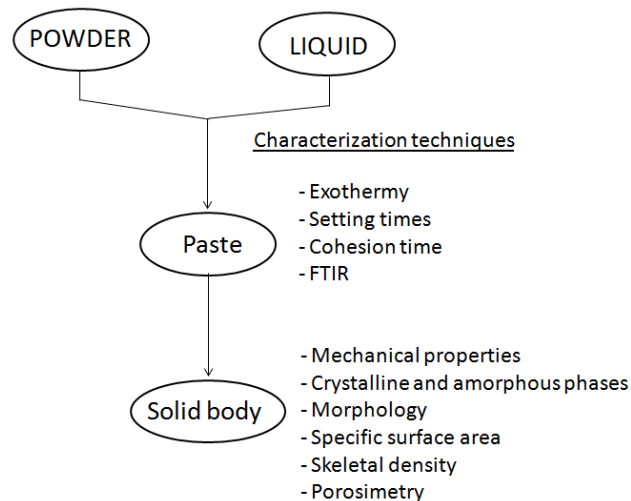 POWDER
LIQUID
Characterization techniques
- Exothermy
- Setting times
- Cohesion time
- FTIR
Paste
- Mechanical properties
- Crystalline and amorphous phases
- Morphology
- Specific surface area
- Skeletal density
- Porosimetry
Solid body